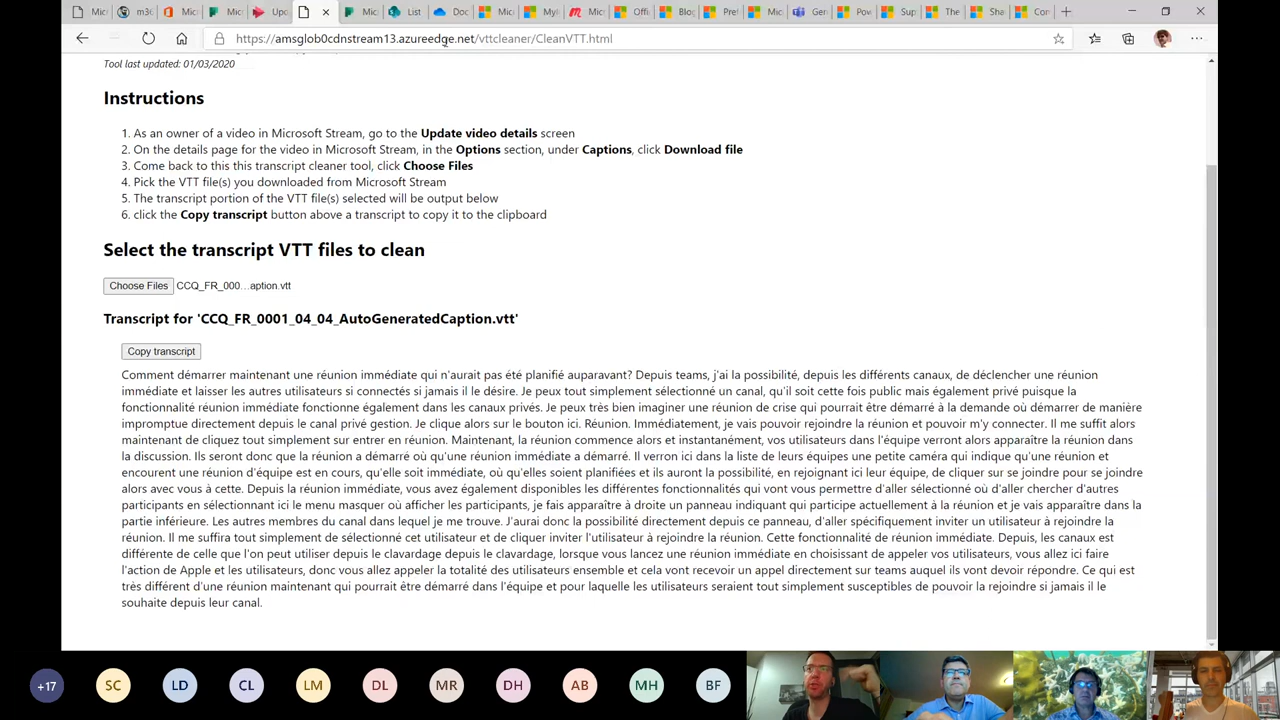 Mic
m36
Mic
Mic
Upd
Mic
List
Doc
Mic
MyI
Mic
Offi
Blog
Pref
Mic
Gér
Pov
Sup
The
Sha
Cor
https://amsglob0cdnstream13.azureedge.net/vttcleaner/CleanVTT.html
Tool last updated: 01/03/2020
Instructions
1. As an owner of a video in Microsoft Stream, go to the Update video details screen
2. On the details page for the video in Microsoft Stream, in the Options section, under Captions, click Download file
3. Come back to this this transcript cleaner tool, click Choose Files
4. Pick the VTT file(s) you downloaded from Microsoft Stream
5. The transcript portion of the VTT file(s) selected will be output below
6. click the Copy transcript button above a transcript to copy it to the clipboard
Select the transcript VTT files to clean
Choose Files CCQ_FR_000...aption.vtt
Transcript for 'CCQ_FR_0001_04_04_AutoGeneratedCaption.vtt'
Copy transcript
Comment démarrer maintenant une réunion immédiate qui n'aurait pas été planifié auparavant? Depuis teams, j'ai la possibilité, depuis les différents canaux, de déclencher une réunion
immédiate et laisser les autres utilisateurs si connectés si jamais il le désire. Je peux tout simplement sélectionné un canal, qu'il soit cette fois public mais également privé puisque la
fonctionnalité réunion immédiate fonctionne également dans les canaux privés. Je peux très bien imaginer une réunion de crise qui pourrait être démarré à la demande où démarrer de manière
impromptue directement depuis le canal privé gestion. Je clique alors sur le bouton ici. Réunion. Immédiatement, je vais pouvoir rejoindre la réunion et pouvoir m'y connecter. Il me suffit alors
maintenant de cliquez tout simplement sur entrer en réunion. Maintenant, la réunion commence alors et instantanément, vos utilisateurs dans l'équipe verront alors apparaître la réunion dans
la discussion. Ils seront donc que la réunion a démarré où qu'une réunion immédiate a démarré. Il verron ici dans la liste de leurs équipes une petite caméra qui indique qu'une réunion et
encourent une réunion d'équipe est en cours, qu'elle soit immédiate, où qu'elles soient planifiées et ils auront la possibilité, en rejoignant ici leur équipe, de cliquer sur se joindre pour se joindre
alors avec vous à cette. Depuis la réunion immédiate, vous avez également disponibles les différentes fonctionnalités qui vont vous permettre d'aller sélectionné où d'aller chercher d'autres
participants en sélectionnant ici le menu masquer où afficher les participants, je fais apparaître à droite un panneau indiquant qui participe actuellement à la réunion et je vais apparaître dans la
partie inférieure. Les autres membres du canal dans lequel je me trouve. J'aurai donc la possibilité directement depuis ce panneau, d'aller spécifiquement inviter un utilisateur à rejoindre la
réunion. Il me suffira tout simplement de sélectionné cet utilisateur et de cliquer inviter l'utilisateur à rejoindre la réunion. Cette fonctionnalité de réunion immédiate. Depuis, les canaux est
différente de celle que l'on peut utiliser depuis le clavardage depuis le clavardage, lorsque vous lancez une réunion immédiate en choisissant de appeler vos utilisateurs, vous allez ici faire
l'action de Apple et les utilisateurs, donc vous allez appeler la totalité des utilisateurs ensemble et cela vont recevoir un appel directement sur teams auquel ils vont devoir répondre. Ce qui est
très différent d'une réunion maintenant qui pourrait être démarré dans l'équipe et pour laquelle les utilisateurs seraient tout simplement susceptibles de pouvoir la rejoindre si jamais il le
souhaite depuis leur canal.
+17
SC
LD
CL
LM
DL
MR
DH
AB
MH
BF